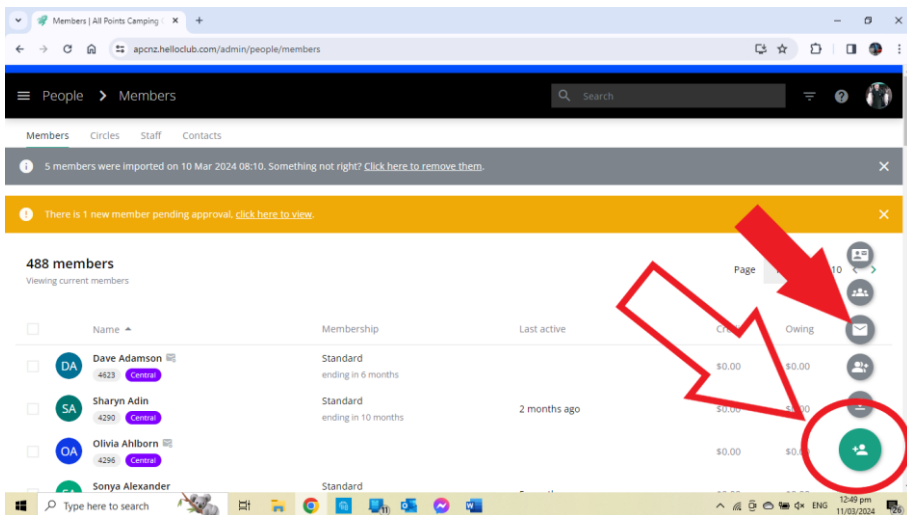 Members | All Points Camping
apcnz.helloclub.com/admin/people/members
People > Members
Search
Members Circles Staff Contacts
5 members were imported on 10 Mar 2024 08:10. Something not right? Click here to remove them.
There is 1 new member pending approval, click here to view.
488 members
Page 10
Viewing current members
Name Membership Last active Owing
DA Dave Adamson Standard $0.00 $0.00
4623 Central ending in 6 months
SA Sharyn Adin Standard 2 months ago $0.00
4290 Central ending in 10 months
OA Olivia Ahlborn $0.00
4296 Central
Sonya Alexander Standard
Type here to search ENG 12:49 pm
11/03/2024